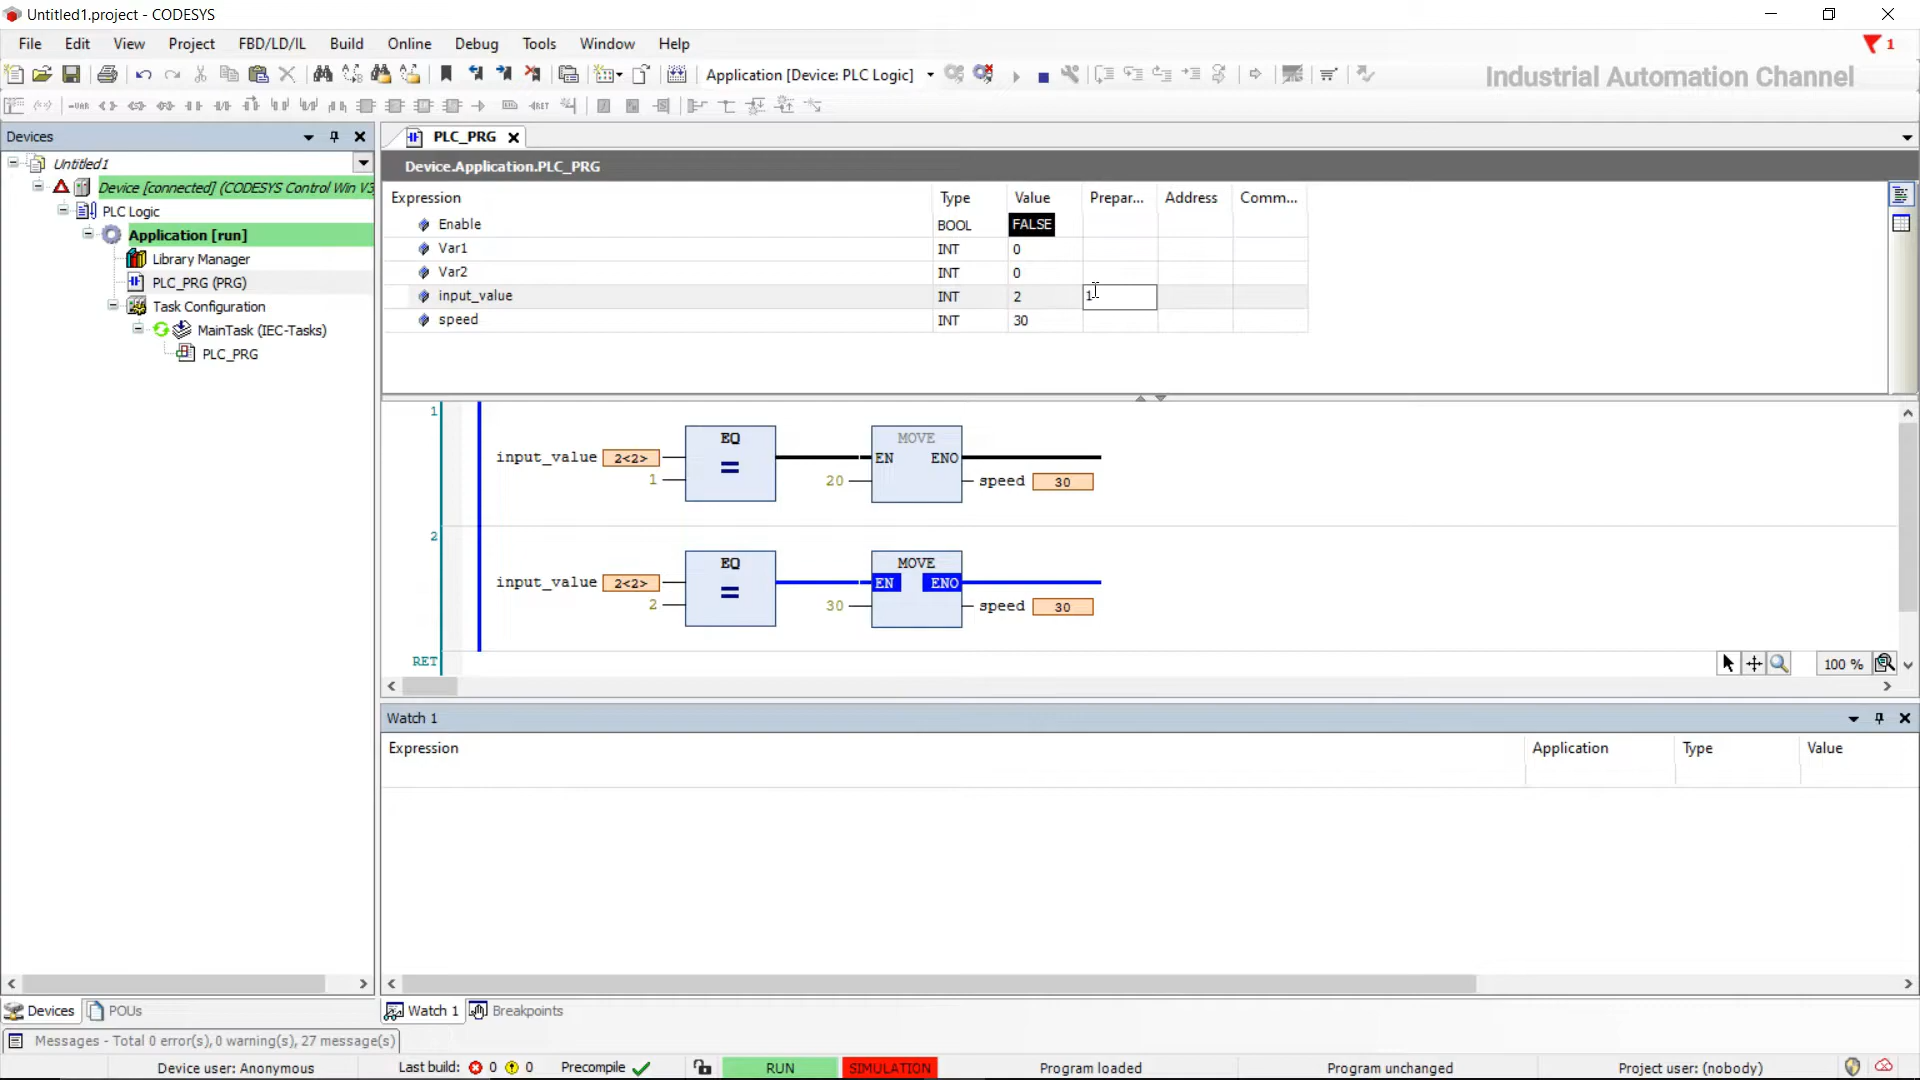 Untitled1.project - CODESYS
File Edit View Project FBD/LD/IL Build Online Debug Tools Window Help
1
Application [Device: PLC Logic]
Industrial Automation Channel
Devices
PLC_PRG
Untitled1
Device.Application.PLC_PRG
Device [connected] (CODESYS Control Win V3
Expression Type Value Prepar... Address Comm...
PLC Logic
Enable BOOL FALSE
Application [run]
Var1 INT 0
Library Manager
Var2 INT 0
PLC_PRG (PRG)
input_value INT 2 1
Task Configuration
speed INT 30
MainTask (IEC-Tasks)
PLC_PRG
1
EQ MOVE
input_value 2<2> = EN ENO
1 20 speed 30
2
EQ MOVE
input_value 2<2> = EN ENO
2 30 speed 30
RET
100 %
Watch 1
Expression Application Type Value
Devices POUs
Watch 1 Breakpoints
Messages - Total 0 error(s), 0 warning(s), 27 message(s)
Device user: Anonymous Last build: 0 0 Precompile RUN SIMULATION Program loaded Program unchanged Project user: (nobody)